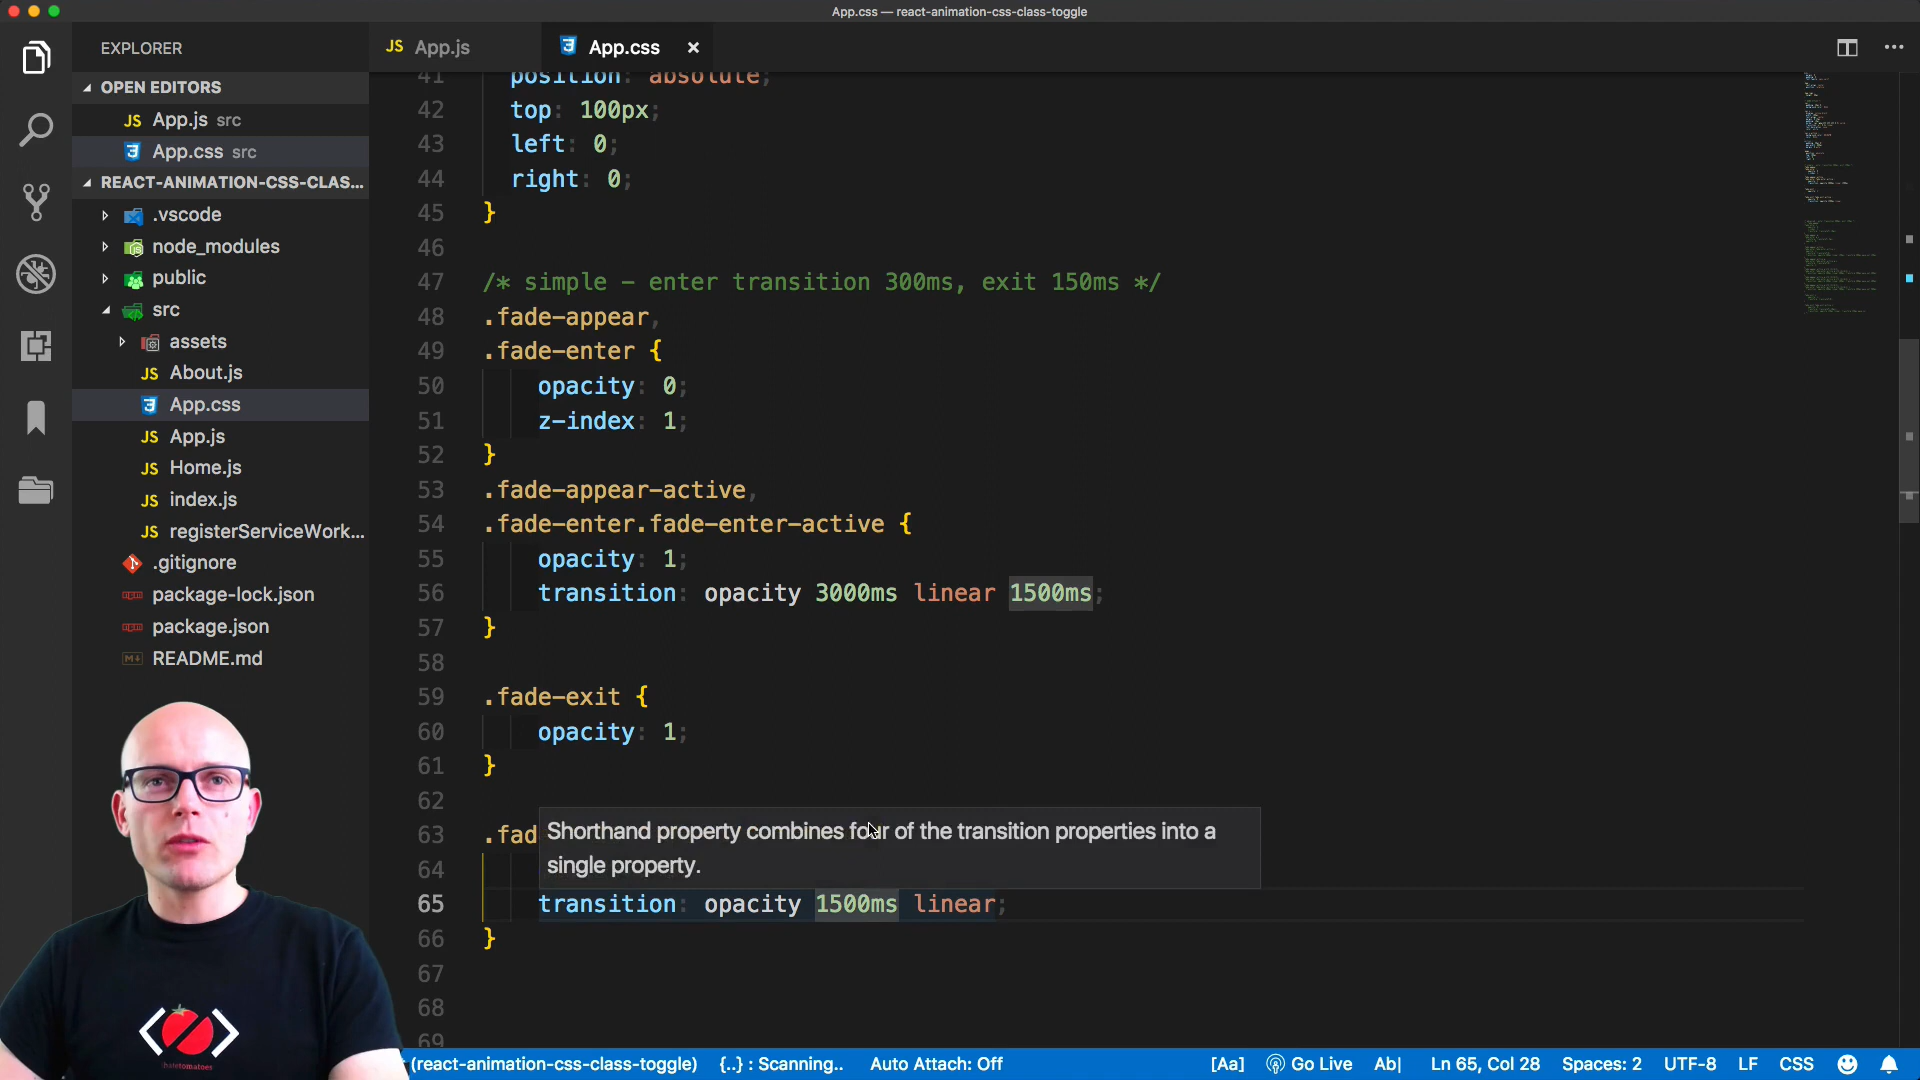 App.css — react-animation-css-class-toggle
EXPLORER
OPEN EDITORS
JS App.js src
App.css src
REACT-ANIMATION-CSS-CLAS...
.vscode
node_modules
public
src
assets
JS About.js
App.css
JS App.js
JS Home.js
JS index.js
JS registerServiceWork...
.gitignore
package-lock.json
package.json
README.md
JS App.js
App.css ×
41 position: absolute;
42 top: 100px;
43 left: 0;
44 right: 0;
45 }
46
47 /* simple - enter transition 300ms, exit 150ms */
48 .fade-appear,
49 .fade-enter {
50 opacity: 0;
51 z-index: 1;
52 }
53 .fade-appear-active,
54 .fade-enter.fade-enter-active {
55 opacity: 1;
56 transition: opacity 3000ms linear 1500ms;
57 }
58
59 .fade-exit {
60 opacity: 1;
61 }
62
63 .fad
Shorthand property combines four of the transition properties into a
single property.
64
65 transition: opacity 1500ms linear;
66 }
67
68
69
(react-animation-css-class-toggle) {..} : Scanning.. Auto Attach: Off [Aa] Go Live Ab| Ln 65, Col 28 Spaces: 2 UTF-8 LF CSS